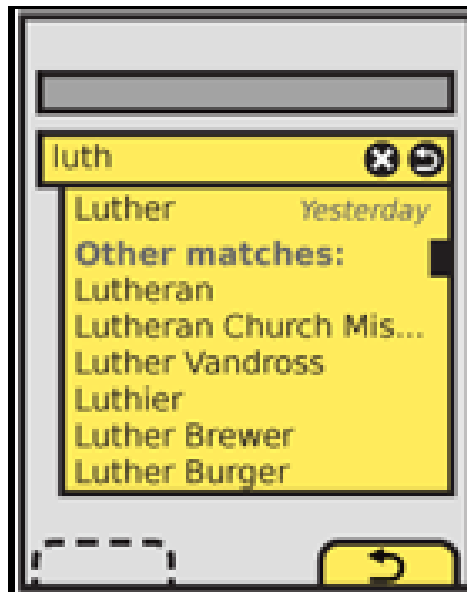 luth
Luther Yesterday
Other matches:
Lutheran
Lutheran Church Mis...
Luther Vandross
Luthier
Luther Brewer
Luther Burger